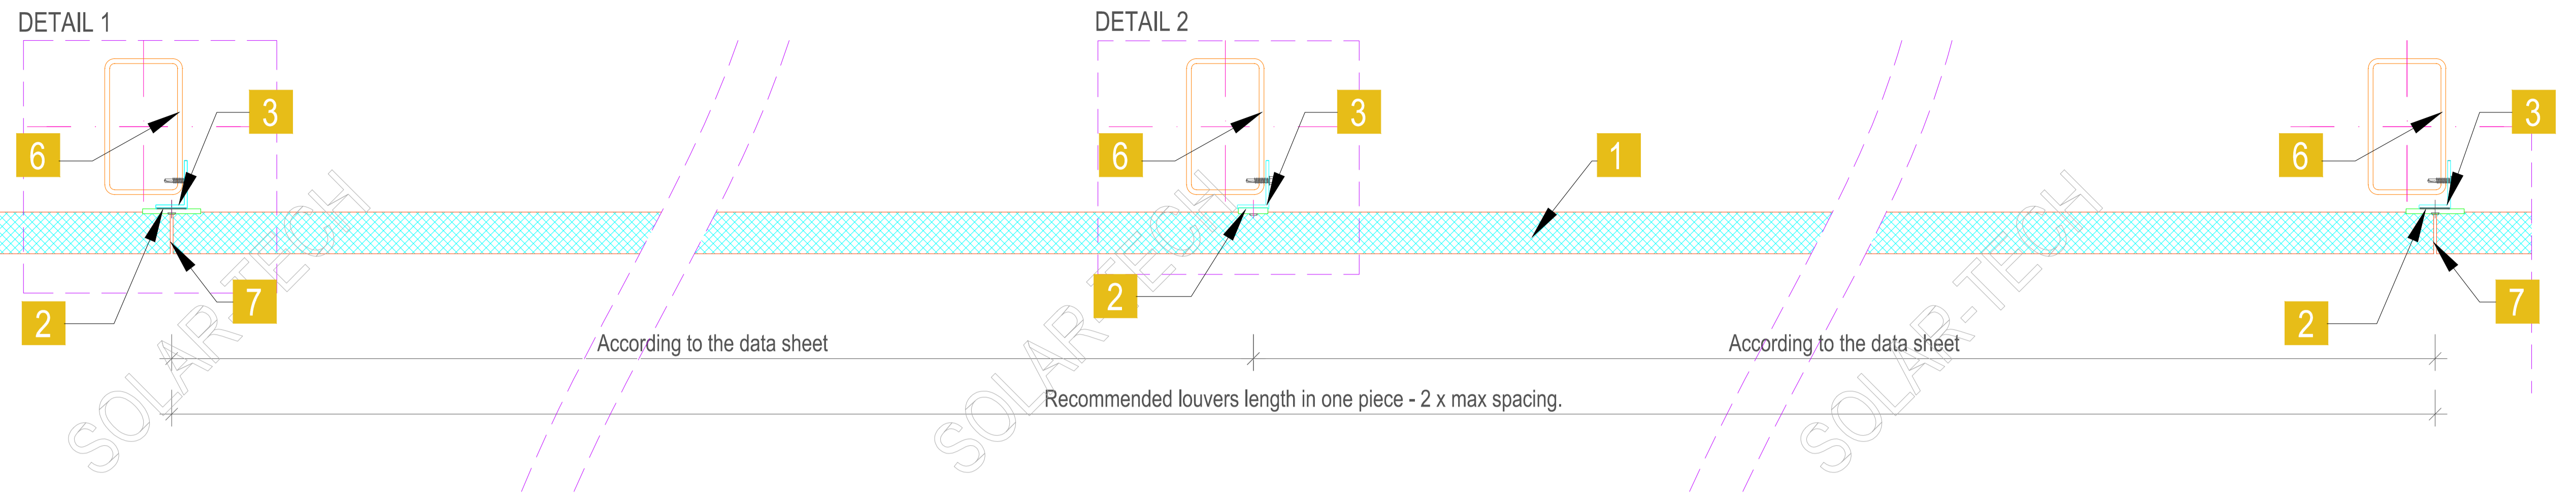 DETAIL 1
DETAIL 2
3
3
3
6
6
1
6
2
7
2
2
7
According to the data sheet
According to the data sheet
Recommended louvers length in one piece - 2 x max spacing.
SOLAR-TECH
SOLAR-TECH
SOLAR-TECH